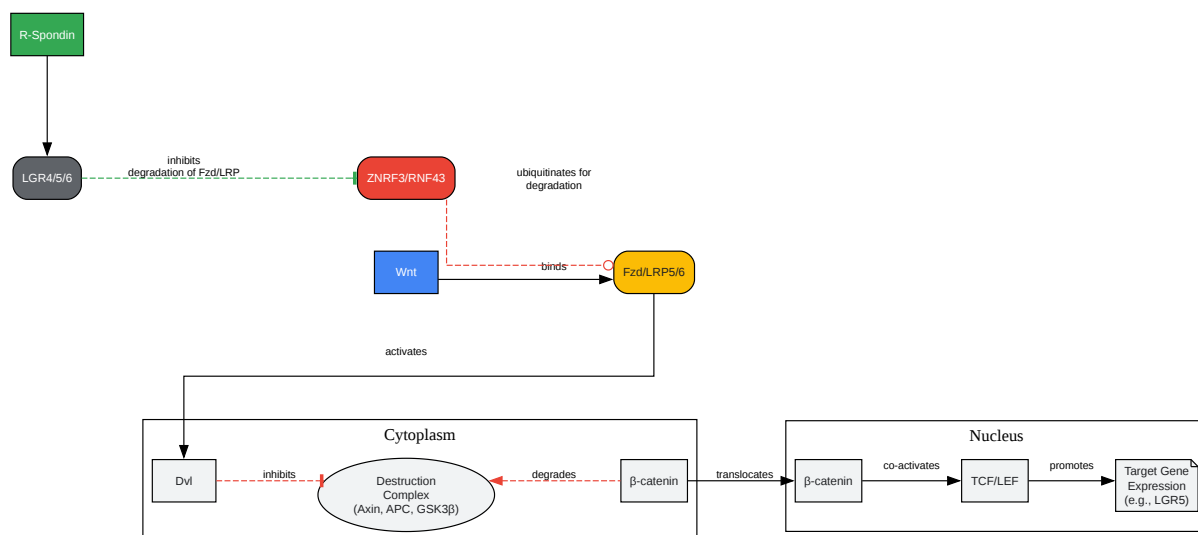 R-Spondin
LGR4/5/6
inhibits
degradation of Fzd/LRP
ZNRF3/RNF43
ubiquitinates for
degradation
Wnt
binds
Fzd/LRP5/6
activates
Cytoplasm
Dvl
inhibits
Destruction
Complex
(Axin, APC, GSK3β)
degrades
β-catenin
translocates
Nucleus
β-catenin
co-activates
TCF/LEF
promotes
Target Gene
Expression
(e.g., LGR5)